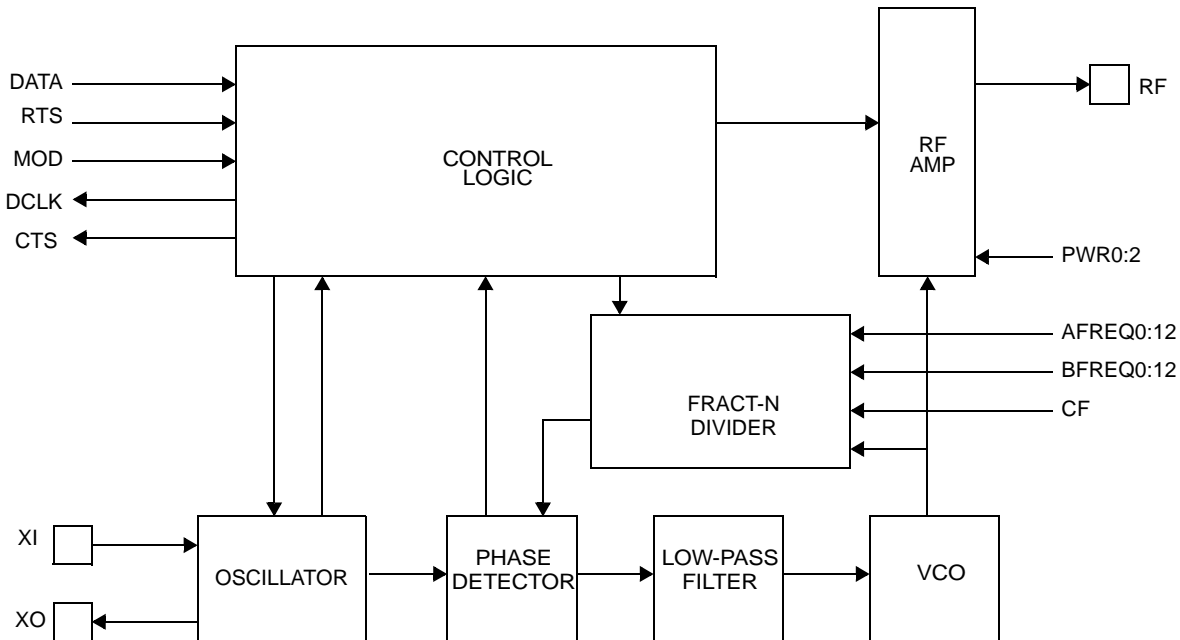 DATA
RTS
MOD
DCLK
CTS
CONTROL
LOGIC
RF
AMP
RF
PWR0:2
AFREQ0:12
BFREQ0:12
CF
FRACT-N
DIVIDER
XI
XO
OSCILLATOR
PHASE
DETECTOR
LOW-PASS
FILTER
VCO